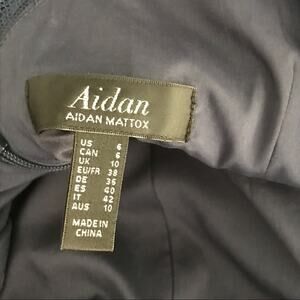 Aidan
AIDAN MATTOX
US 6
CAN 6
UK 10
EU/FR 38
DE 36
ES 40
IT 42
AUS 10
MADE IN
CHINA